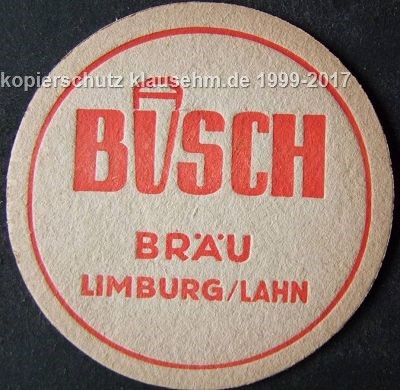 kopierschutz klausehm.de 1999-2017
BUSCH
BRÄU
LIMBURG/LAHN